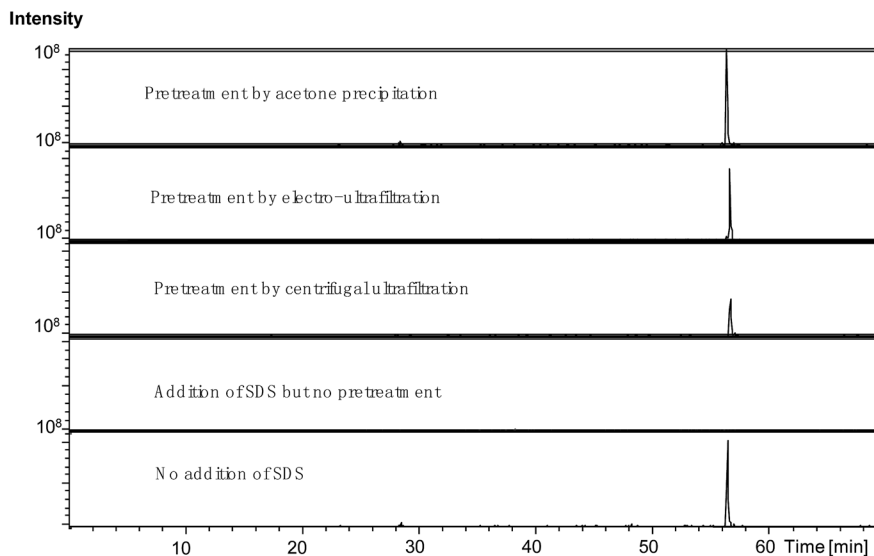 Intensity
10⁸
Pretreatment by acetone precipitation
10⁸
Pretreatment by electro-ultrafiltration
10⁸
Pretreatment by centrifugal ultrafiltration
10⁸
Addition of SDS but no pretreatment
10⁸
No addition of SDS
10 20 30 40 50 60 Time [min]